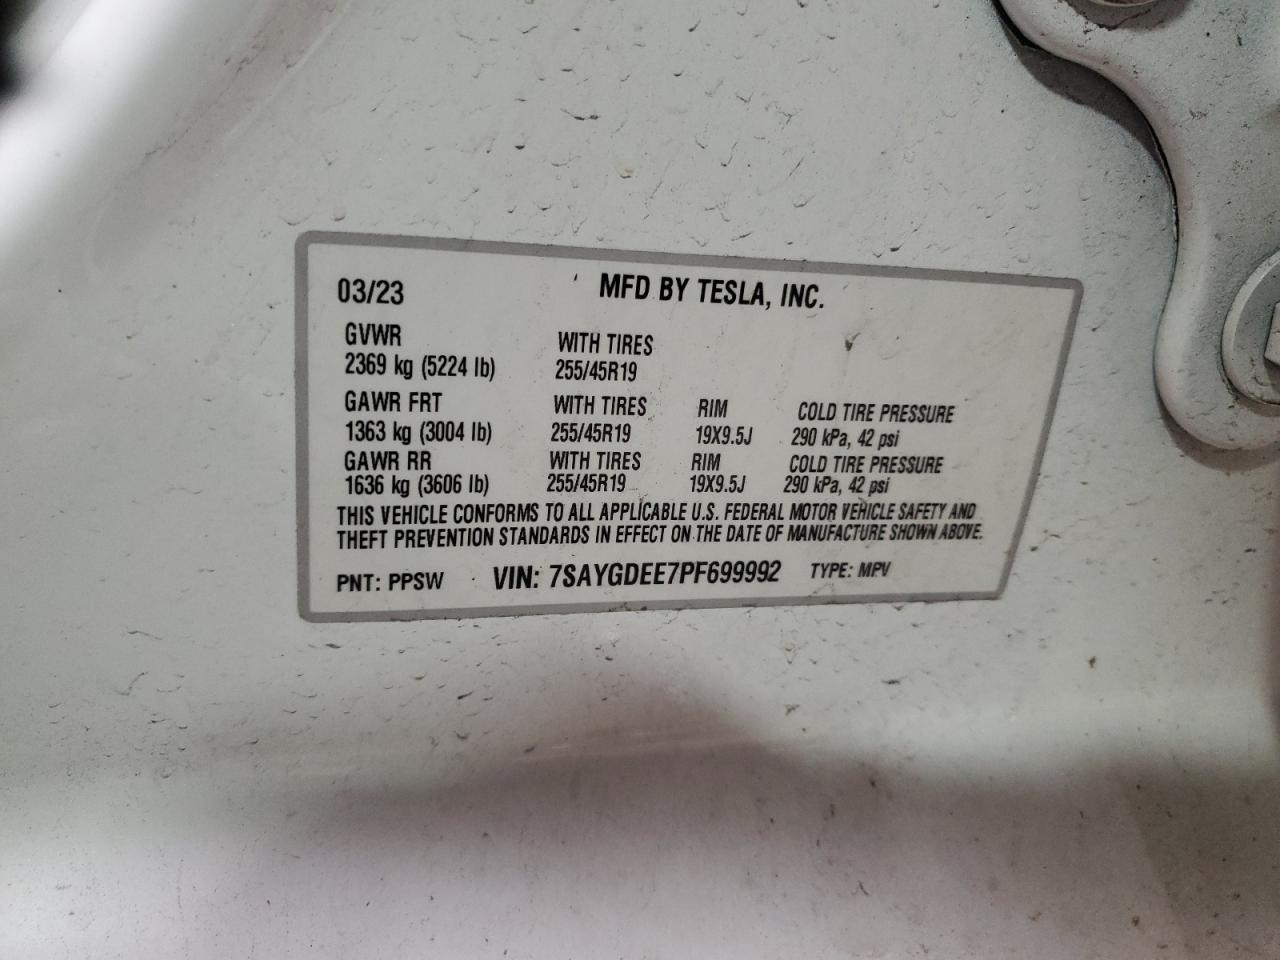 03/23 MFD BY TESLA, INC.
GVWR WITH TIRES
2369 kg (5224 lb) 255/45R19
GAWR FRT WITH TIRES RIM COLD TIRE PRESSURE
1363 kg (3004 lb) 255/45R19 19X9.5J 290 kPa, 42 psi
GAWR RR WITH TIRES RIM COLD TIRE PRESSURE
1636 kg (3606 lb) 255/45R19 19X9.5J 290 kPa, 42 psi
THIS VEHICLE CONFORMS TO ALL APPLICABLE U.S. FEDERAL MOTOR VEHICLE SAFETY AND
THEFT PREVENTION STANDARDS IN EFFECT ON THE DATE OF MANUFACTURE SHOWN ABOVE.
PNT: PPSW VIN: 7SAYGDEE7PF699992 TYPE: MPV